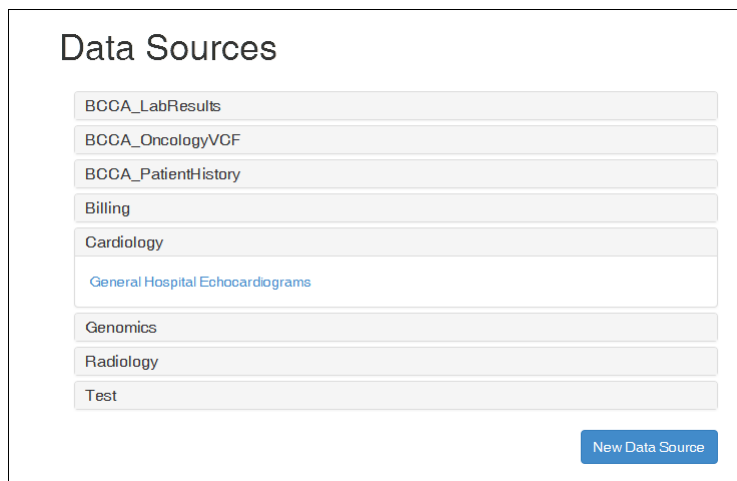 Data Sources
BCCA_LabResults
BCCA_OncologyVCF
BCCA_PatientHistory
Billing
Cardiology
General Hospital Echocardiograms
Genomics
Radiology
Test
New Data Source